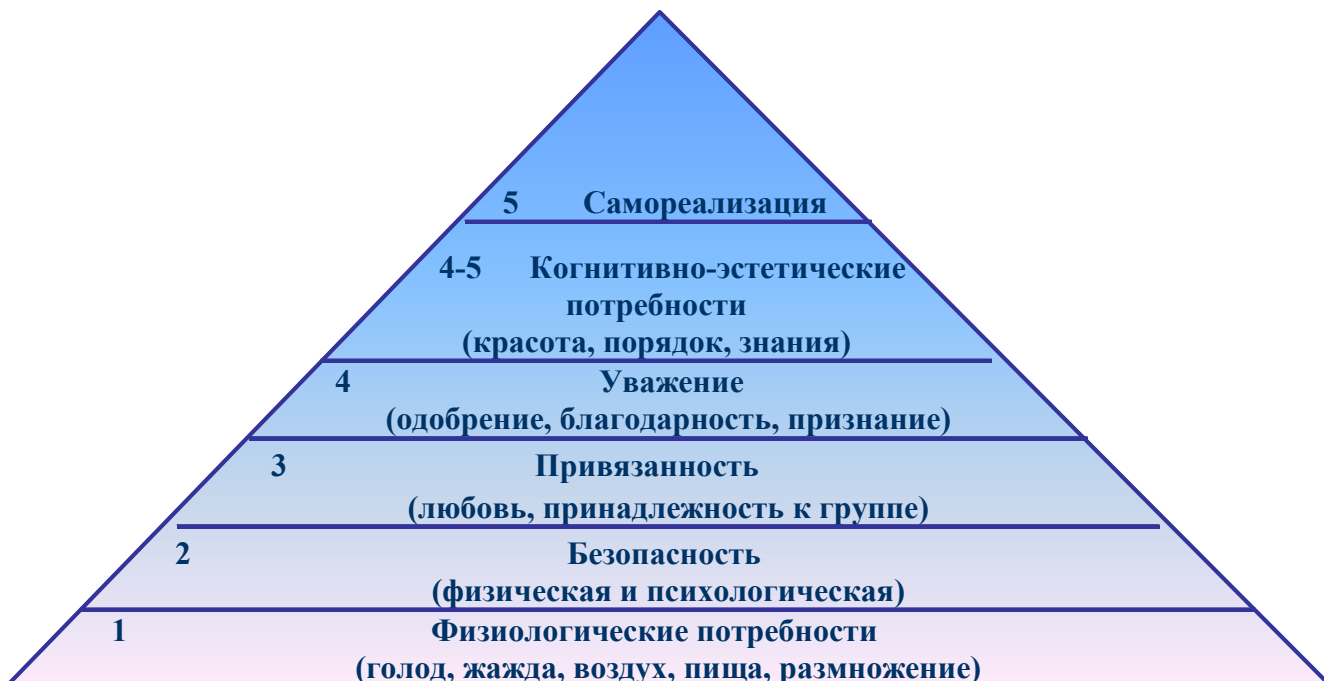 5 Самореализация
4-5 Когнитивно-эстетические
потребности
(красота, порядок, знания)
4 Уважение
(одобрение, благодарность, признание)
3 Привязанность
(любовь, принадлежность к группе)
2 Безопасность
(физическая и психологическая)
1 Физиологические потребности
(голод, жажда, воздух, пища, размножение)